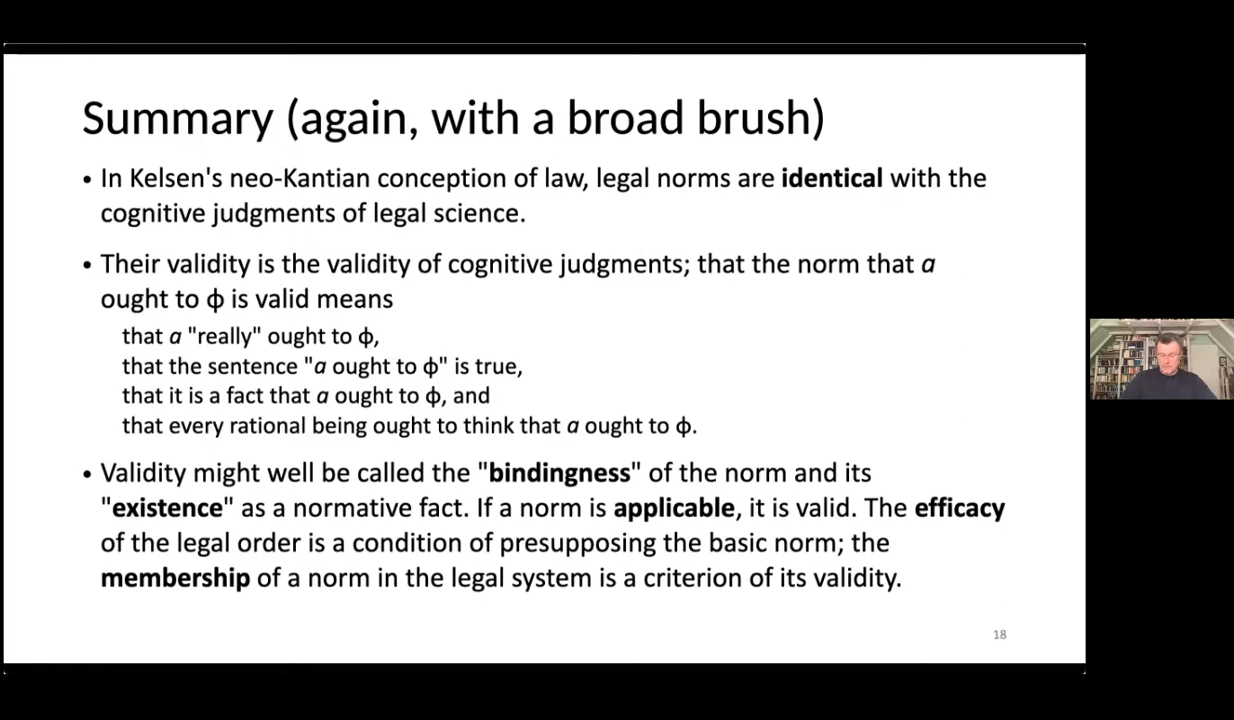 Summary (again, with a broad brush)
• In Kelsen's neo-Kantian conception of law, legal norms are identical with the
cognitive judgments of legal science.
• Their validity is the validity of cognitive judgments; that the norm that a
ought to ϕ is valid means
that a "really" ought to ϕ,
that the sentence "a ought to ϕ" is true,
that it is a fact that a ought to ϕ, and
that every rational being ought to think that a ought to ϕ.
• Validity might well be called the "bindingness" of the norm and its
"existence" as a normative fact. If a norm is applicable, it is valid. The efficacy
of the legal order is a condition of presupposing the basic norm; the
membership of a norm in the legal system is a criterion of its validity.
18